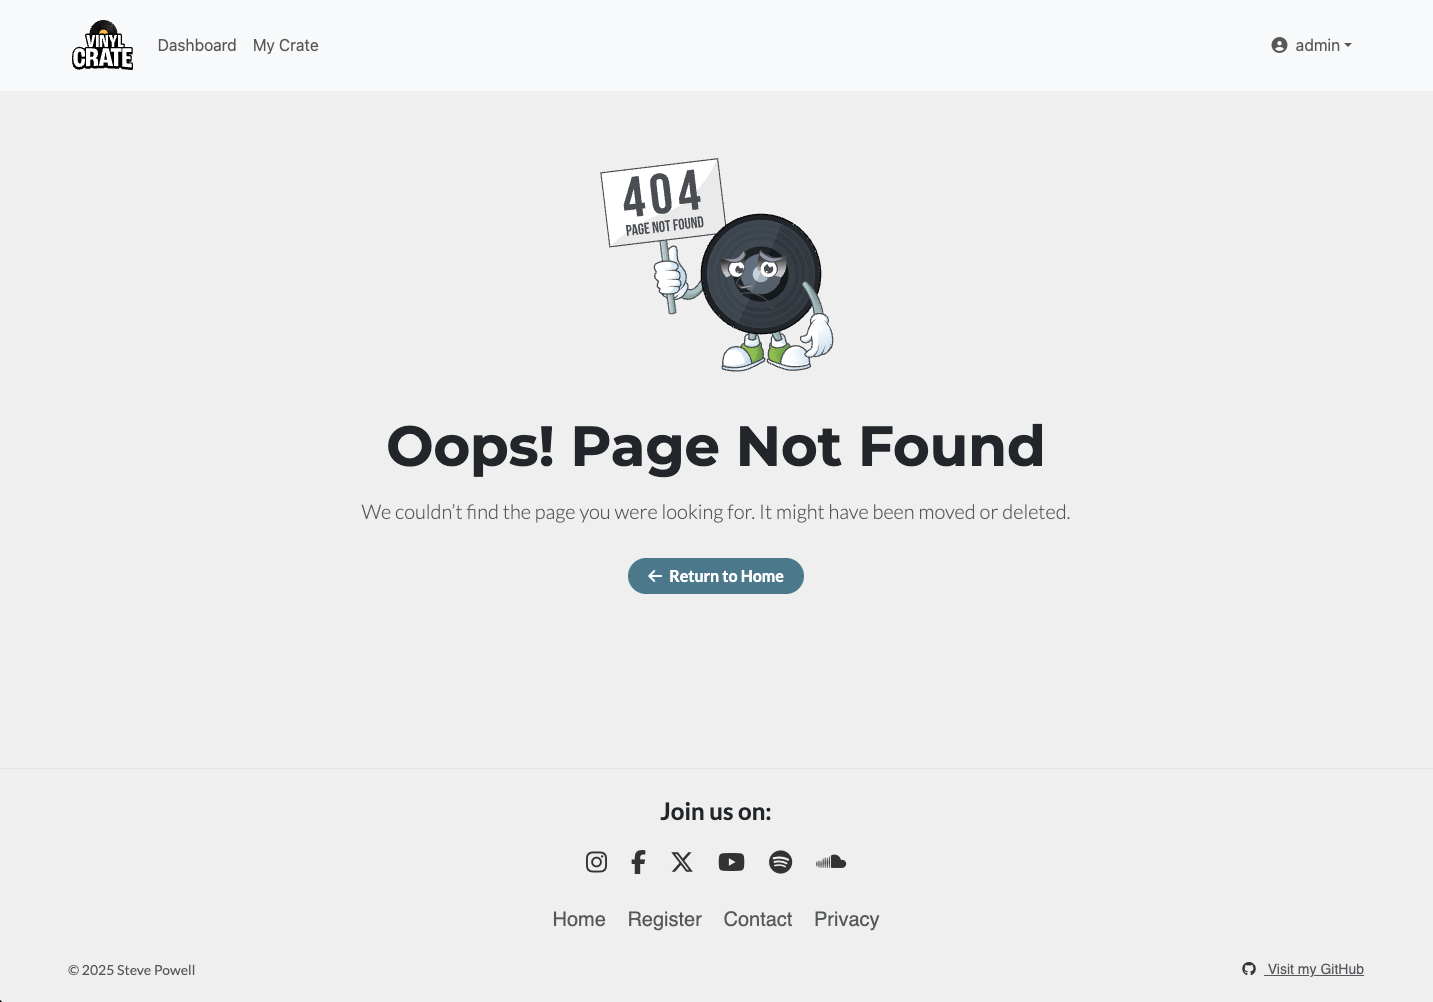 VINYL
CRATE
Dashboard My Crate
admin
404
PAGE NOT FOUND
Oops! Page Not Found
We couldn’t find the page you were looking for. It might have been moved or deleted.
Return to Home
Join us on:
Home Register Contact Privacy
© 2025 Steve Powell
Visit my GitHub